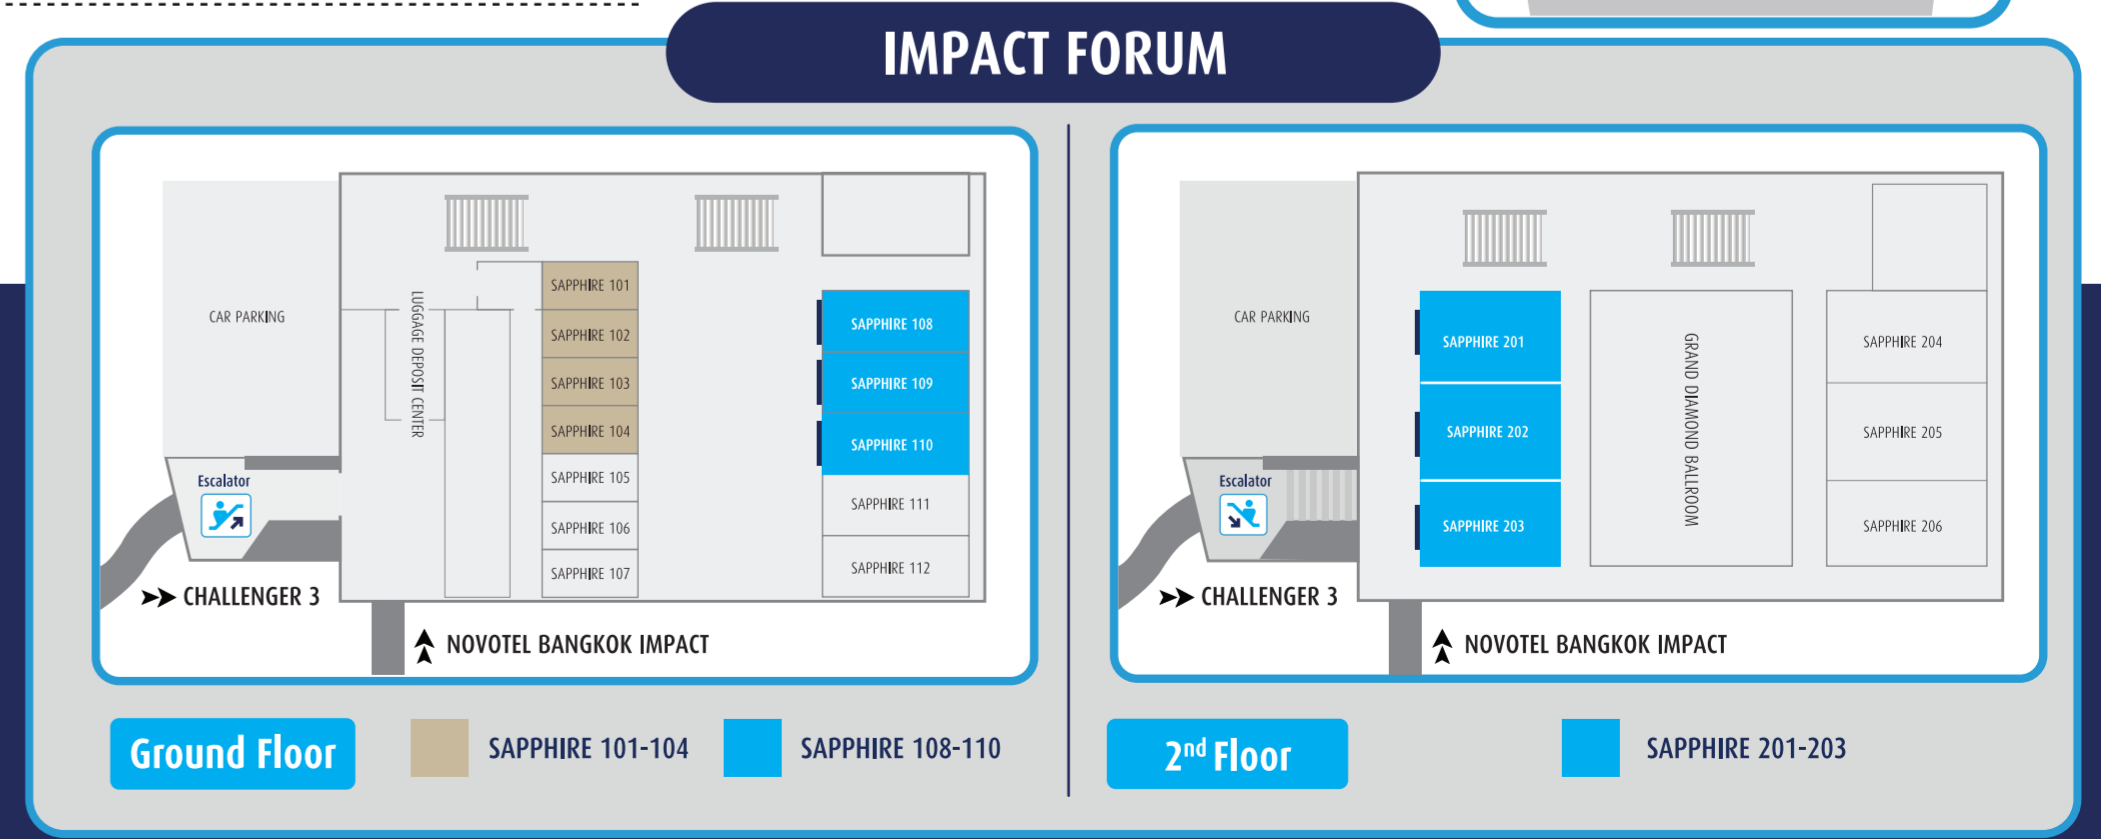 IMPACT FORUM
CAR PARKING
LUGGAGE DEPOSIT CENTER
SAPPHIRE 101
SAPPHIRE 102
SAPPHIRE 103
SAPPHIRE 104
SAPPHIRE 105
SAPPHIRE 106
SAPPHIRE 107
SAPPHIRE 108
SAPPHIRE 109
SAPPHIRE 110
SAPPHIRE 111
SAPPHIRE 112
Escalator
CHALLENGER 3
NOVOTEL BANGKOK IMPACT
Ground Floor
SAPPHIRE 101-104
SAPPHIRE 108-110
CAR PARKING
SAPPHIRE 201
SAPPHIRE 202
SAPPHIRE 203
GRAND DIAMOND BALLROOM
SAPPHIRE 204
SAPPHIRE 205
SAPPHIRE 206
Escalator
CHALLENGER 3
NOVOTEL BANGKOK IMPACT
2nd Floor
SAPPHIRE 201-203